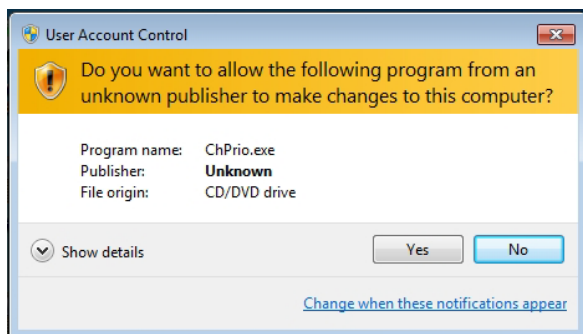 User Account Control
Do you want to allow the following program from an
unknown publisher to make changes to this computer?
Program name: ChPrio.exe
Publisher: Unknown
File origin: CD/DVD drive
Show details
Yes No
Change when these notifications appear